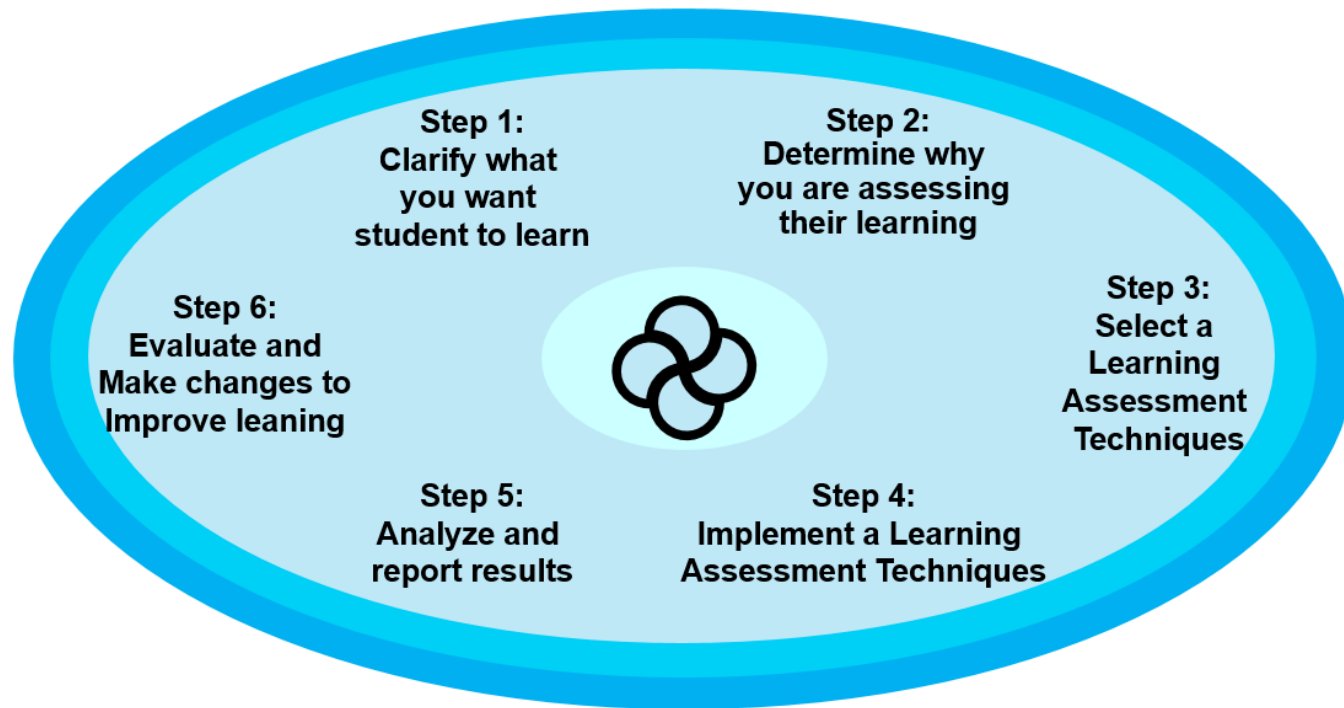 Step 1:
Clarify what
you want
student to learn
Step 2:
Determine why
you are assessing
their learning
Step 3:
Select a
Learning
Assessment
Techniques
Step 4:
Implement a Learning
Assessment Techniques
Step 5:
Analyze and
report results
Step 6:
Evaluate and
Make changes to
Improve leaning